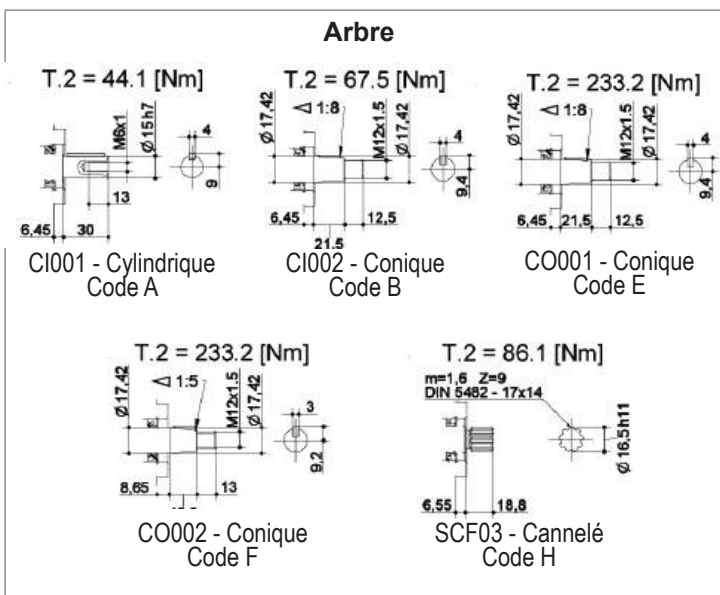 Arbre
T.2 = 44.1 [Nm]
M6x1
Ø 15 h7
4
9
13
6,45
30
CI001 - Cylindrique
Code A
T.2 = 67.5 [Nm]
Ø 17,42
1:8
M12x1.5
Ø 17,42
4
9,4
6,45
12,5
21,5
CI002 - Conique
Code B
T.2 = 233.2 [Nm]
Ø 17,42
1:8
M12x1.5
Ø 17,42
4
9,4
6,45
21,5
12,5
CO001 - Conique
Code E
T.2 = 233.2 [Nm]
Ø 17,42
1:5
M12x1.5
Ø 17,42
3
9,2
8,65
13
CO002 - Conique
Code F
T.2 = 86.1 [Nm]
m=1,6 Z=9
DIN 5482 - 17x14
Ø 16,5h11
6,55
18,8
SCF03 - Cannelé
Code H